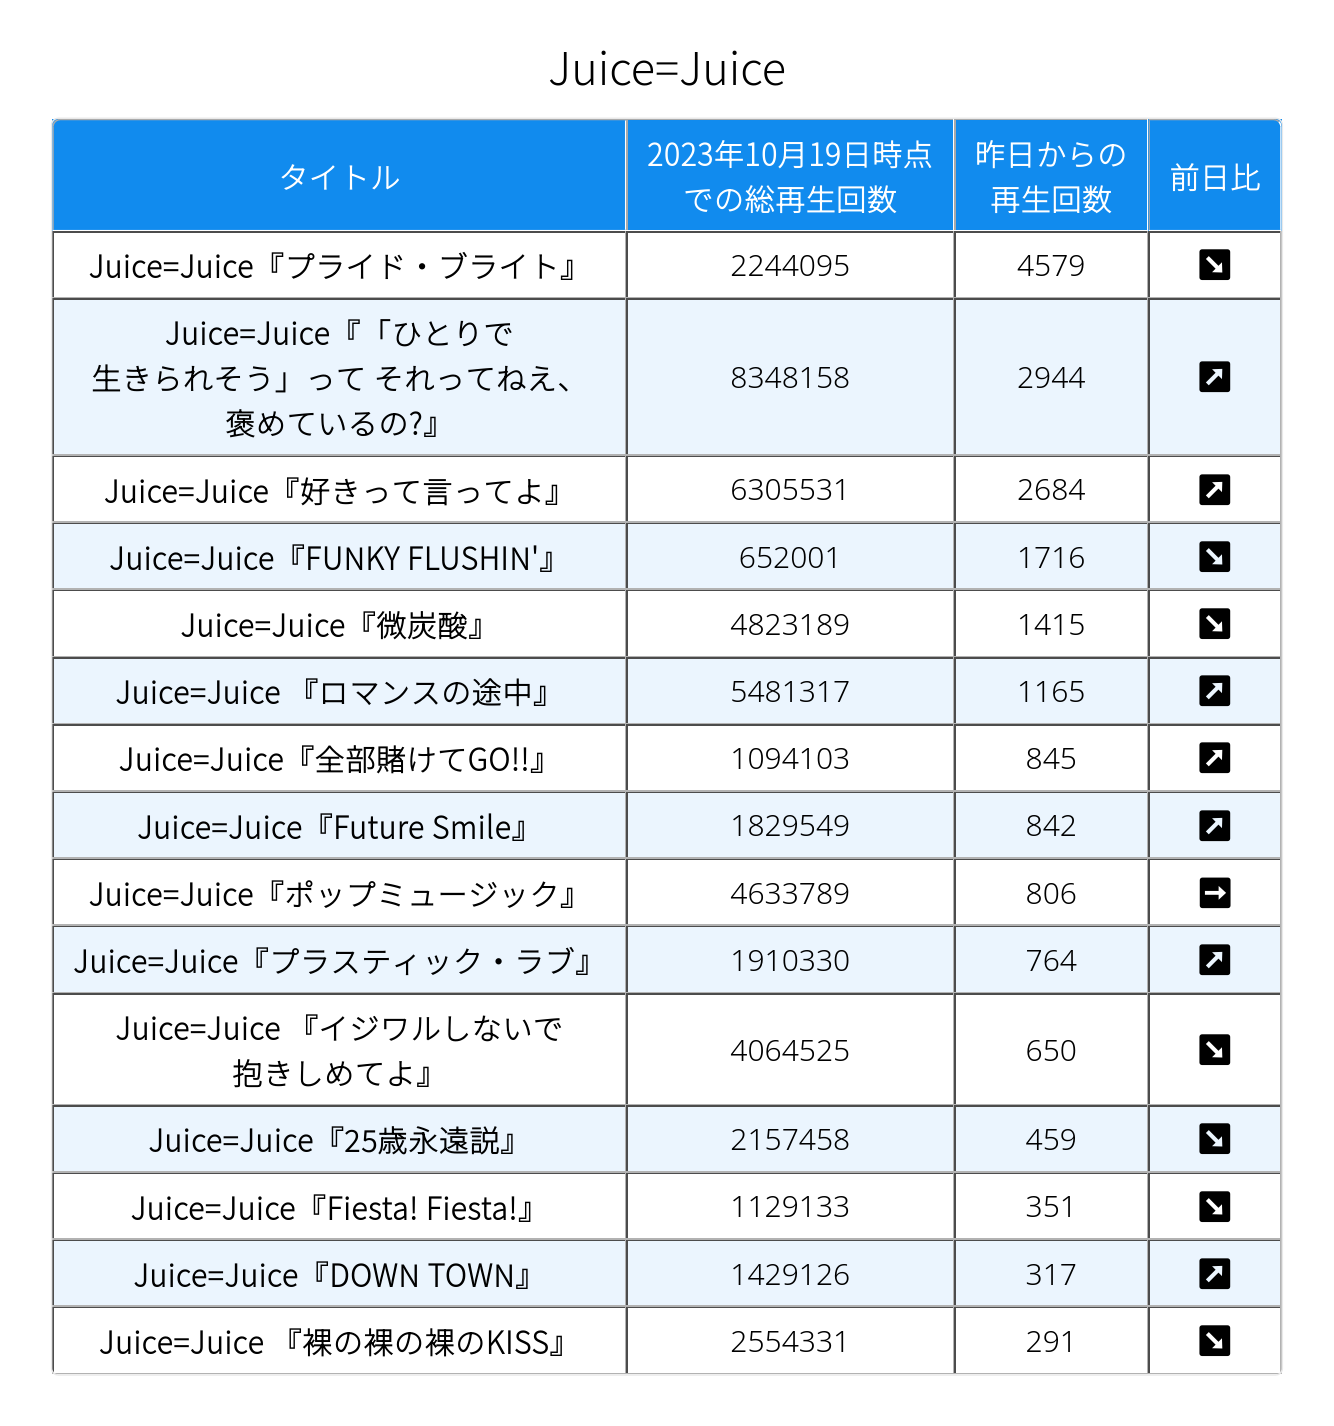 Juice=Juice
タイトル
2023年10月19日時点
での総再生回数
昨日からの
再生回数
前日比
Juice=Juice『プライド・ブライト』
2244095
4579
Juice=Juice『「ひとりで
生きられそう」って それってねえ、
褒めているの?』
8348158
2944
Juice=Juice『好きって言ってよ』
6305531
2684
Juice=Juice『FUNKY FLUSHIN'』
652001
1716
Juice=Juice『微炭酸』
4823189
1415
Juice=Juice 『ロマンスの途中』
5481317
1165
Juice=Juice『全部賭けてGO!!』
1094103
845
Juice=Juice『Future Smile』
1829549
842
Juice=Juice『ポップミュージック』
4633789
806
Juice=Juice『プラスティック・ラブ』
1910330
764
Juice=Juice 『イジワルしないで
抱きしめてよ』
4064525
650
Juice=Juice『25歳永遠説』
2157458
459
Juice=Juice『Fiesta! Fiesta!』
1129133
351
Juice=Juice『DOWN TOWN』
1429126
317
Juice=Juice 『裸の裸の裸のKISS』
2554331
291